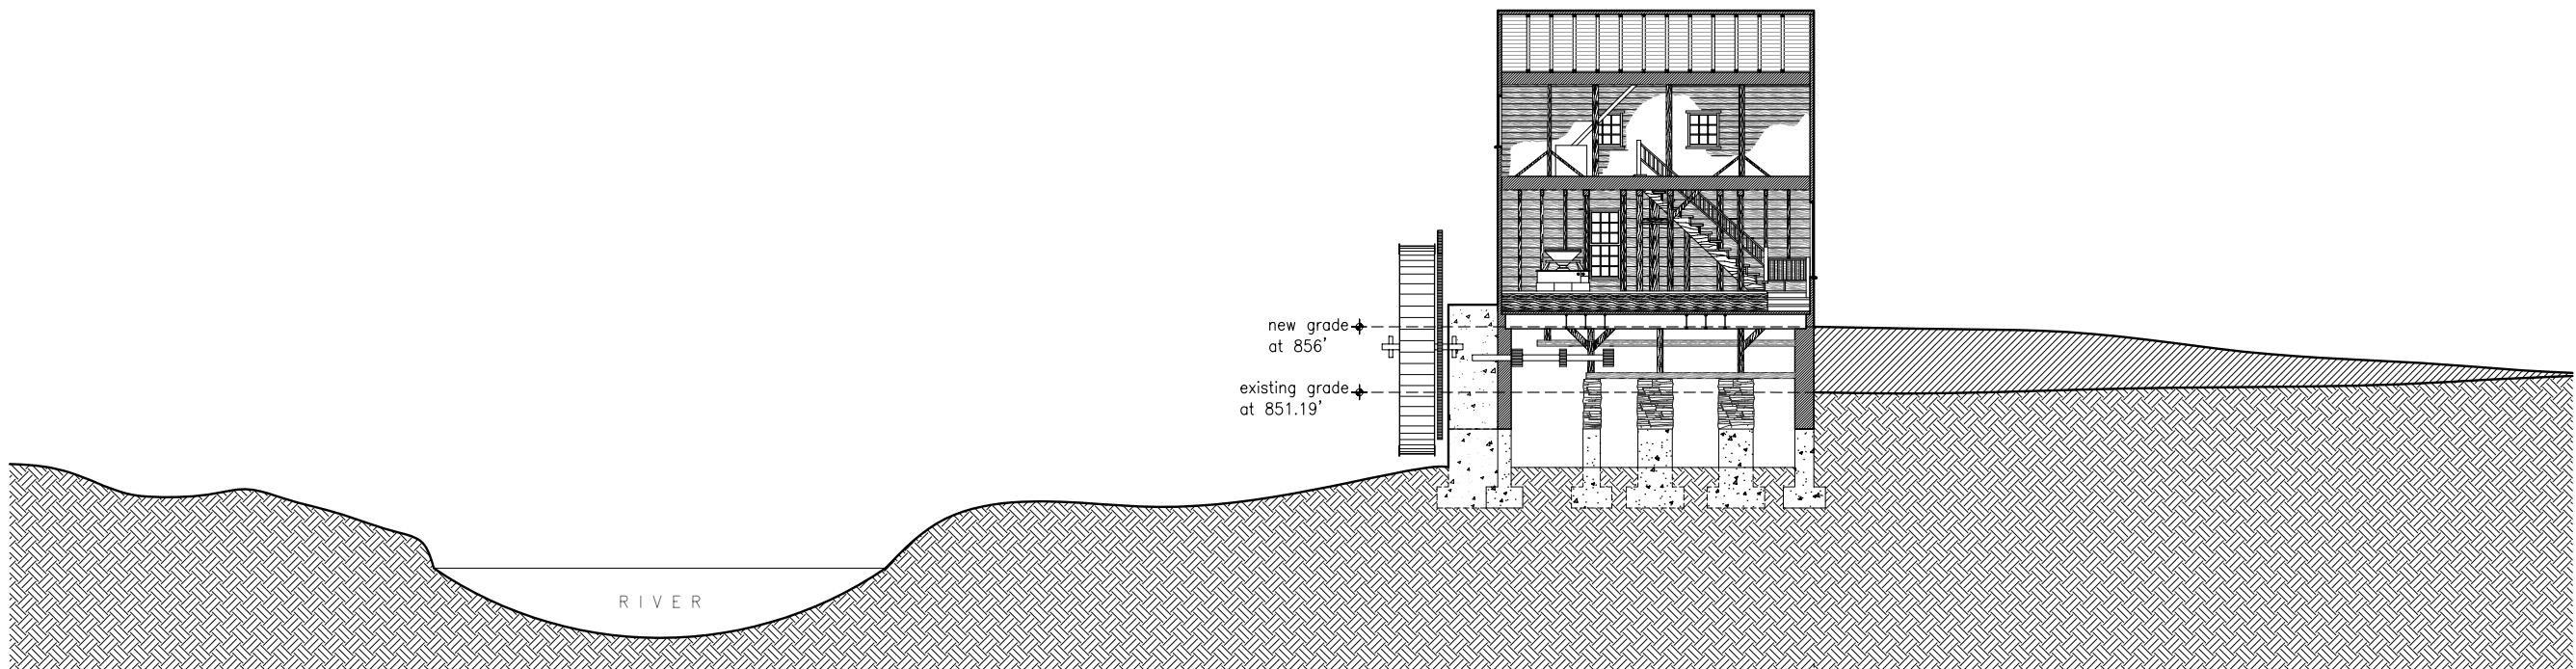 new grade
at 856'
existing grade
at 851.19'
RIVER